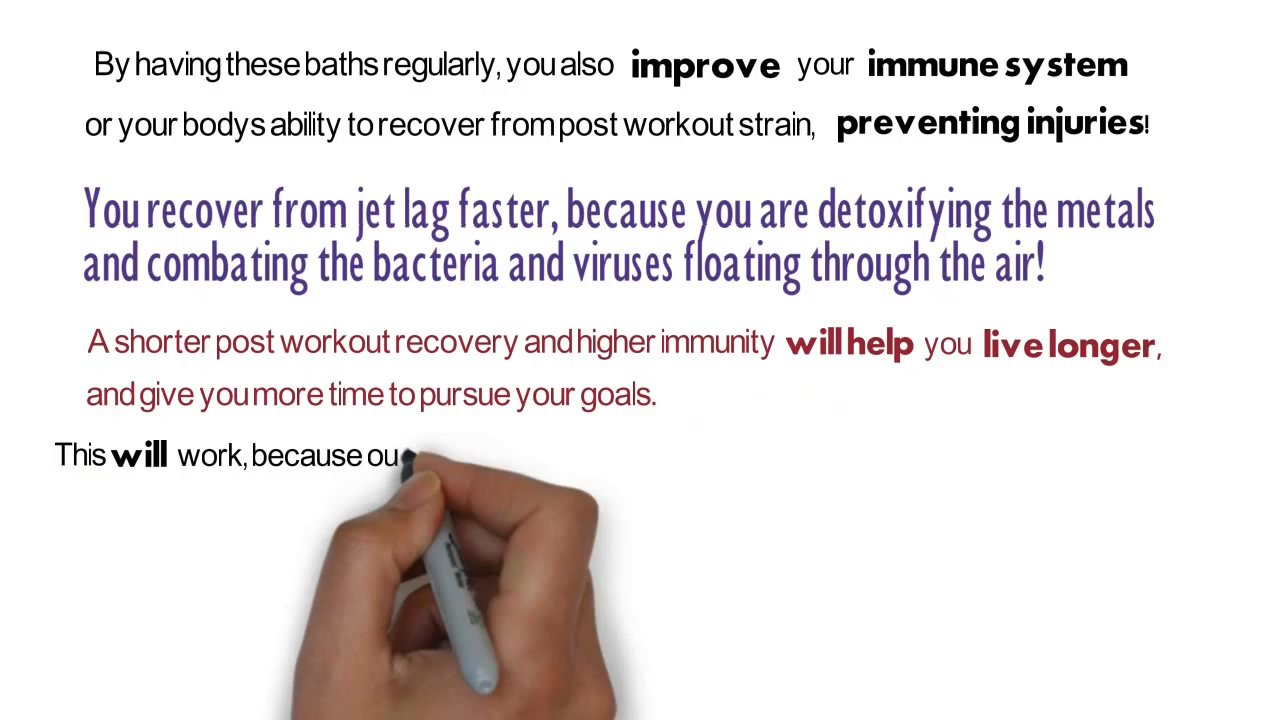 By having these baths regularly, you also improve your immune system
or your bodys ability to recover from post workout strain, preventing injuries!
You recover from jet lag faster, because you are detoxifying the metals
and combating the bacteria and viruses floating through the air!
A shorter post workout recovery and higher immunity will help you live longer,
and give you more time to pursue your goals.
This will work, because ou